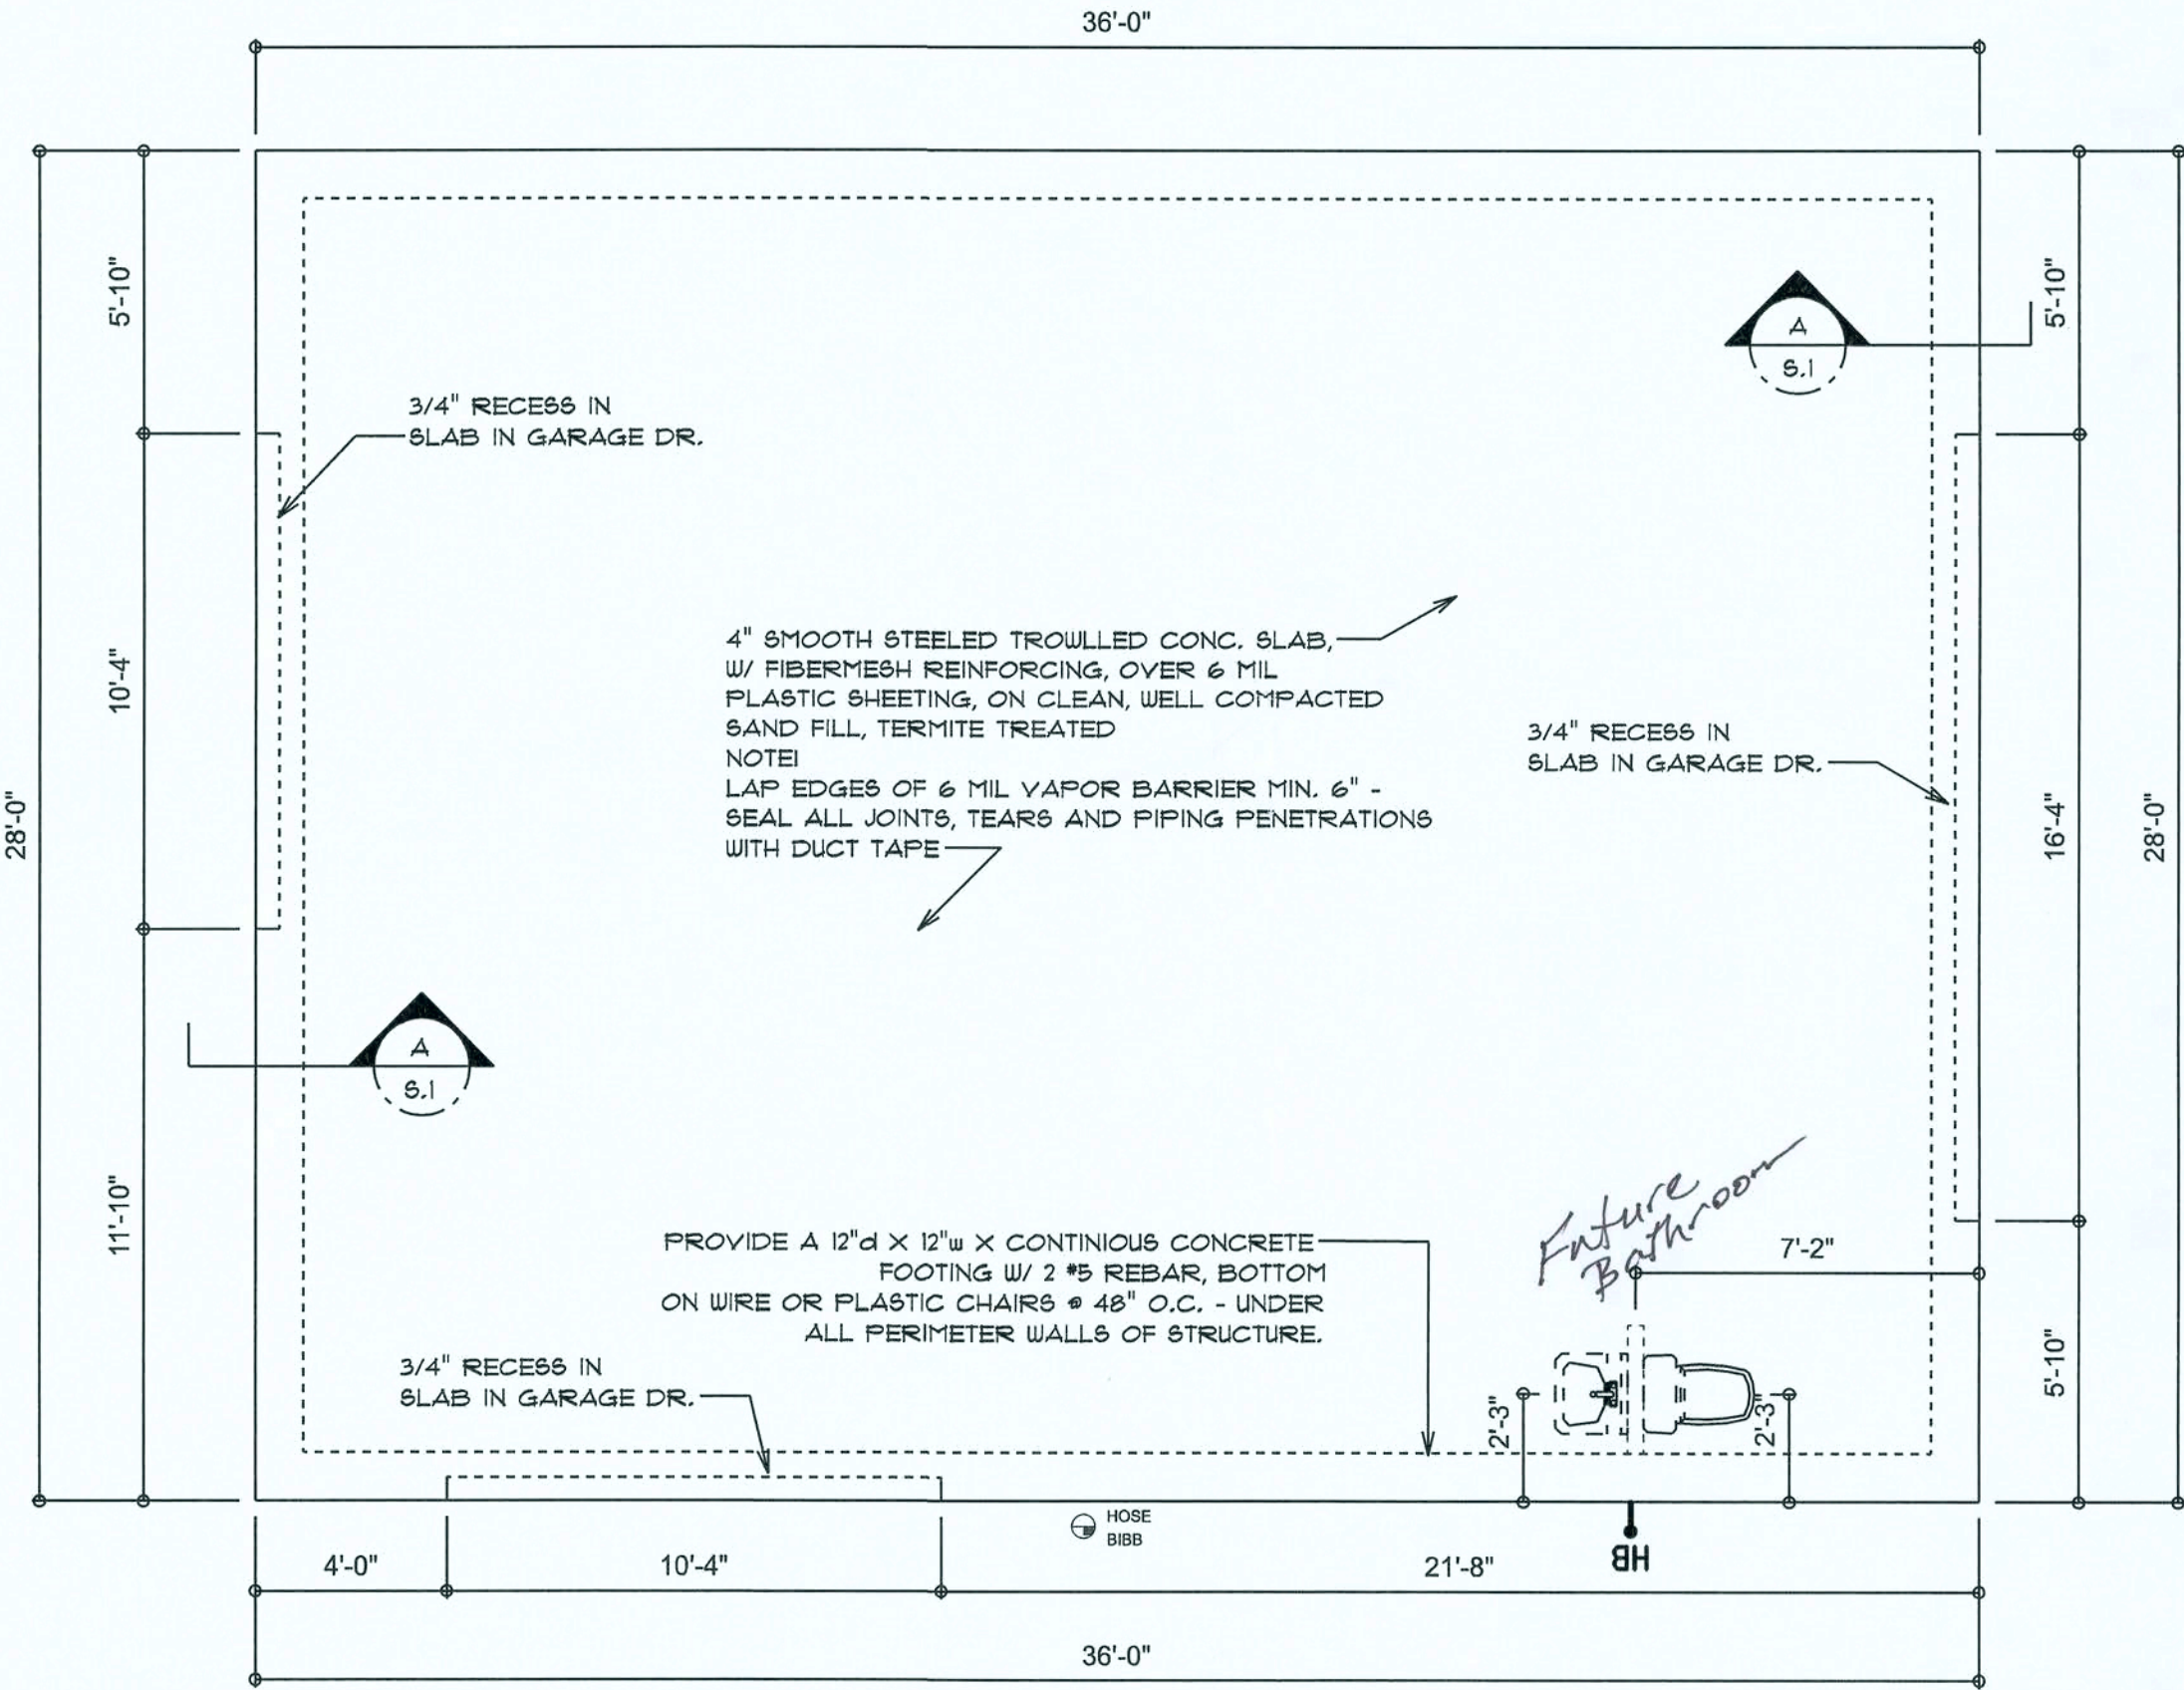 36'-0"
5'-10"
5'-10"
A
S.1
3/4" RECESS IN
SLAB IN GARAGE DR.
4" SMOOTH STEELED TROWLLED CONC. SLAB,
W/ FIBERMESH REINFORCING, OVER 6 MIL
PLASTIC SHEETING, ON CLEAN, WELL COMPACTED
SAND FILL, TERMITE TREATED
NOTE!
LAP EDGES OF 6 MIL VAPOR BARRIER MIN. 6" -
SEAL ALL JOINTS, TEARS AND PIPING PENETRATIONS
WITH DUCT TAPE
10'-4"
28'-0"
3/4" RECESS IN
SLAB IN GARAGE DR.
16'-4"
28'-0"
A
S.1
11'-10"
Future
Bathroom
7'-2"
PROVIDE A 12"d X 12"w X CONTINIOUS CONCRETE
FOOTING W/ 2 #5 REBAR, BOTTOM
ON WIRE OR PLASTIC CHAIRS @ 48" O.C. - UNDER
ALL PERIMETER WALLS OF STRUCTURE.
3/4" RECESS IN
SLAB IN GARAGE DR.
2'-3"
2'-3"
5'-10"
HOSE
BIBB
HB
4'-0"
10'-4"
21'-8"
36'-0"